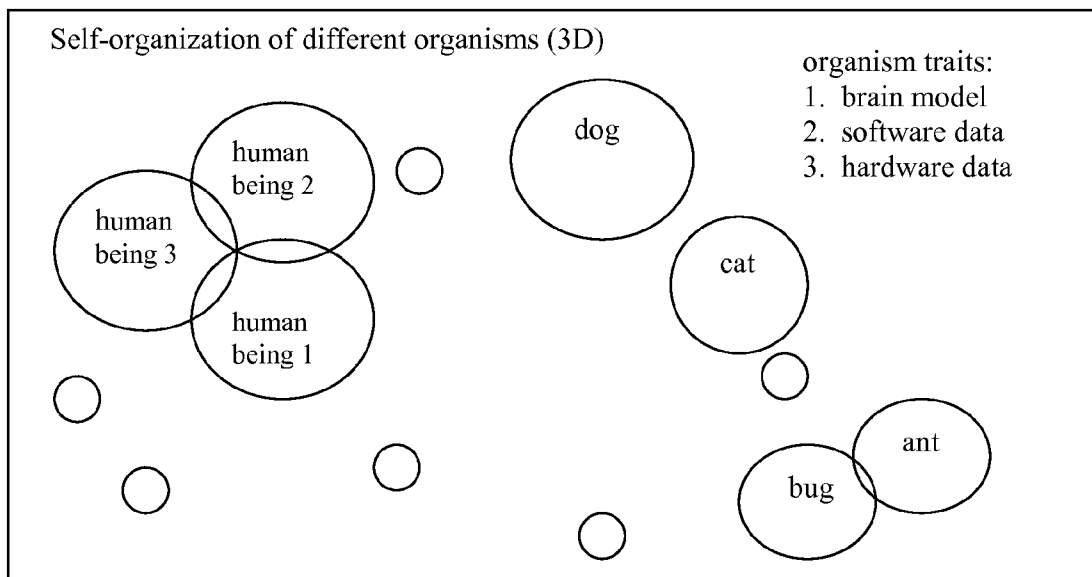 Self-organization of different organisms (3D)
organism traits:
1. brain model
2. software data
3. hardware data
human
being 2
human
being 3
human
being 1
dog
cat
ant
bug